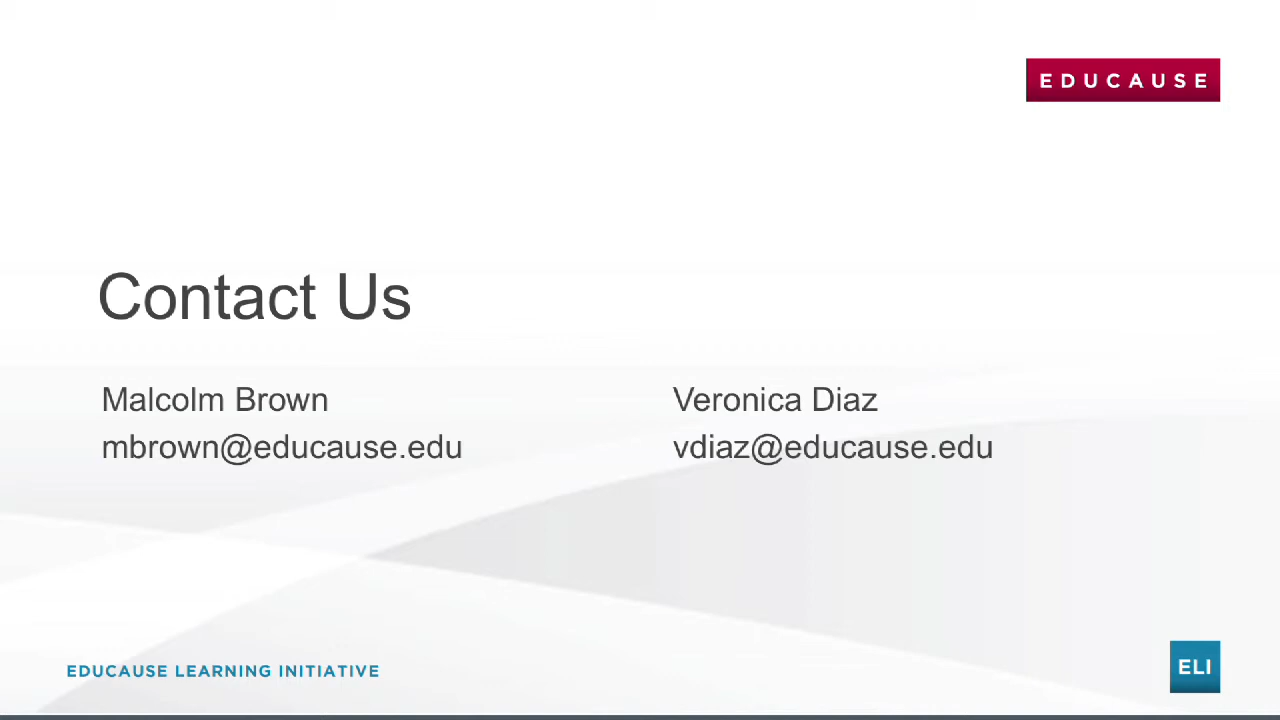 EDUCAUSE
Contact Us
Malcolm Brown
mbrown@educause.edu
Veronica Diaz
vdiaz@educause.edu
EDUCAUSE LEARNING INITIATIVE
ELI